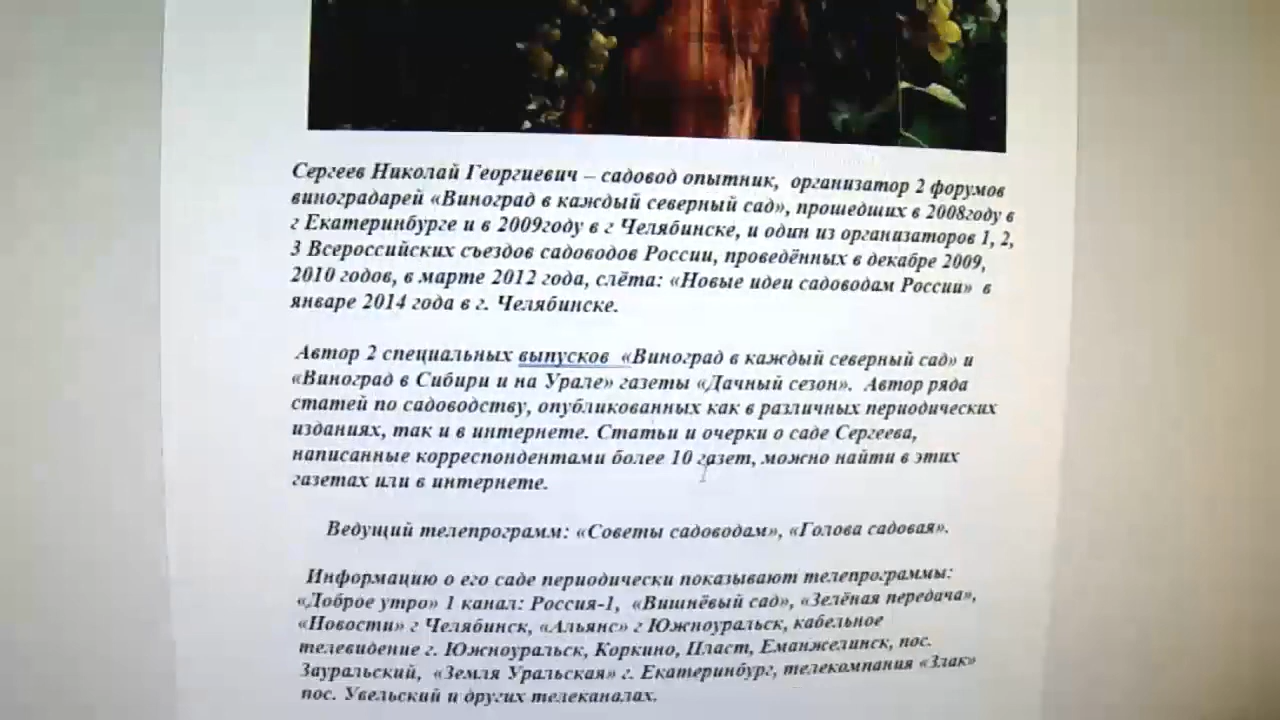 Сергеев Николай Георгиевич – садовод опытник, организатор 2 форумов
виноградарей «Виноград в каждый северный сад», прошедших в 2008году в
г Екатеринбурге и в 2009году в г Челябинске, и один из организаторов 1, 2,
3 Всероссийских съездов садоводов России, проведённых в декабре 2009,
2010 годов, в марте 2012 года, слёта: «Новые идеи садоводам России» в
январе 2014 года в г. Челябинске.
Автор 2 специальных выпусков «Виноград в каждый северный сад» и
«Виноград в Сибири и на Урале» газеты «Дачный сезон». Автор ряда
статей по садоводству, опубликованных как в различных периодических
изданиях, так и в интернете. Статьи и очерки о саде Сергеева,
написанные корреспондентами более 10 газет, можно найти в этих
газетах или в интернете.
Ведущий телепрограмм: «Советы садоводам», «Голова садовая».
Информацию о его саде периодически показывают телепрограммы:
«Доброе утро» 1 канал: Россия-1, «Вишнёвый сад», «Зелёная передача»,
«Новости» г Челябинск, «Альянс» г Южноуральск, кабельное
телевидение г. Южноуральск, Коркино, Пласт, Еманжелинск, пос.
Зауральский, «Земля Уральская» г. Екатеринбург, телекомпания «Злак»
пос. Увельский и других телеканалах.